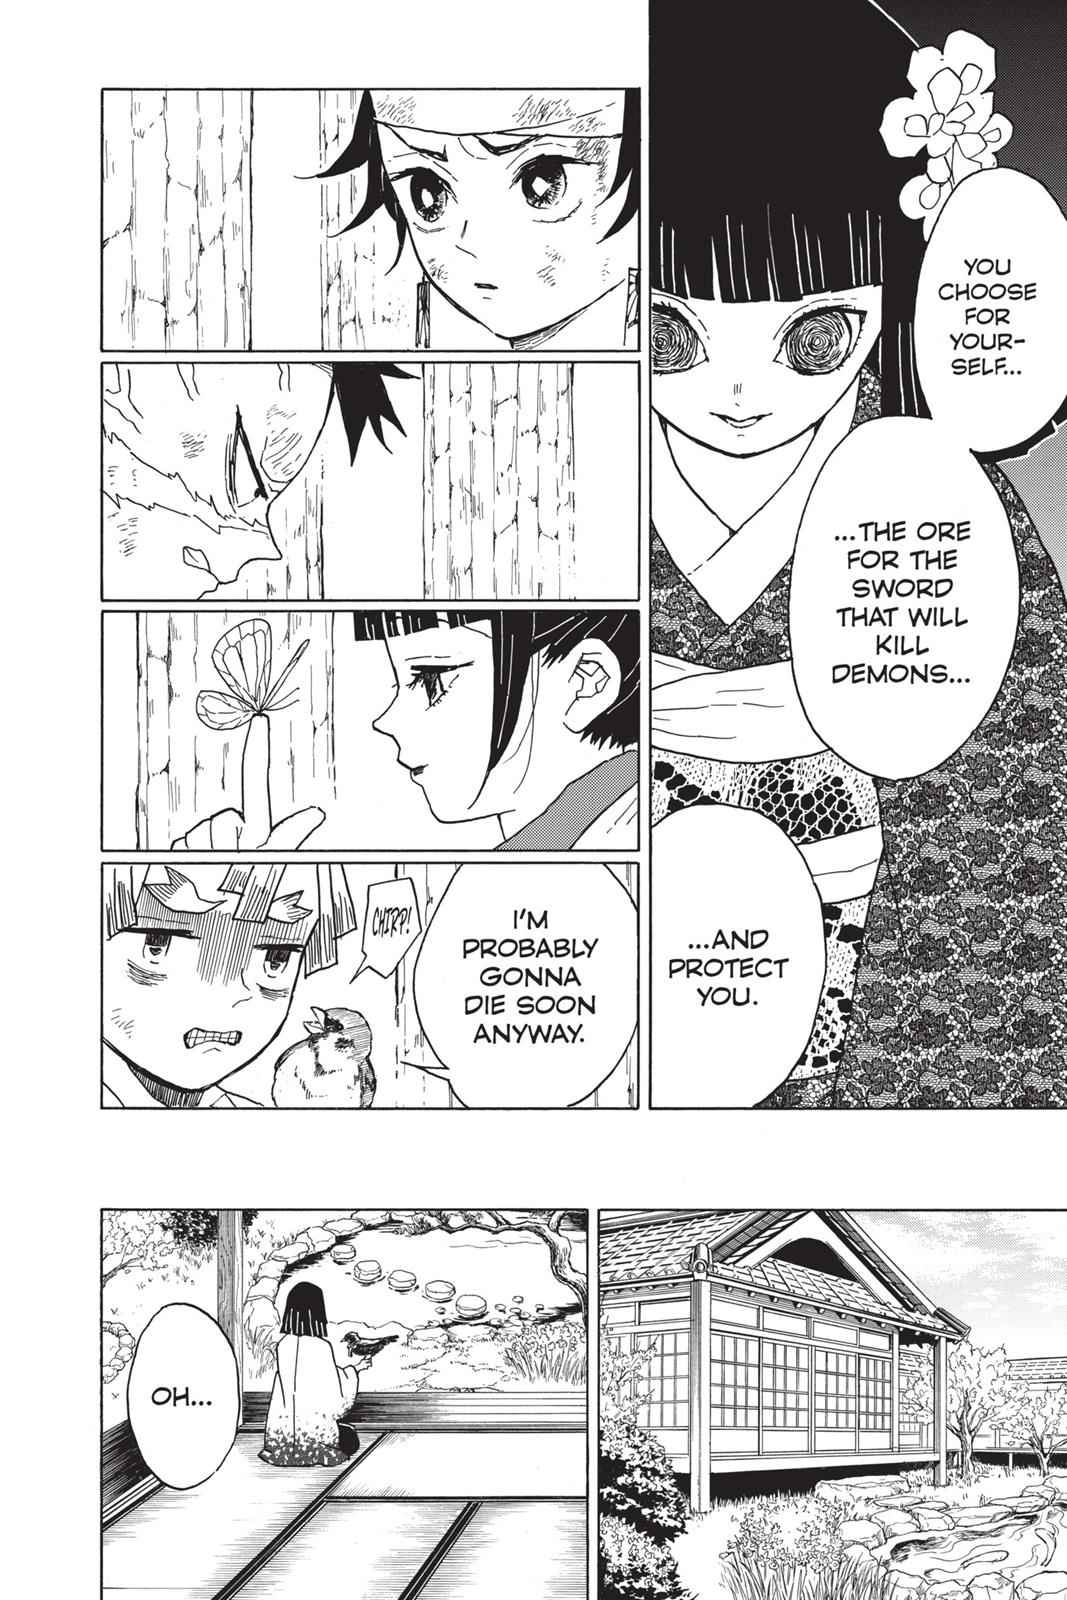 YOU
CHOOSE
FOR
YOUR-
SELF...
...THE ORE
FOR THE
SWORD
THAT WILL
KILL
DEMONS...
...AND
PROTECT
YOU.
I'M
PROBABLY
GONNA
DIE SOON
ANYWAY.
CHIRP!
OH...